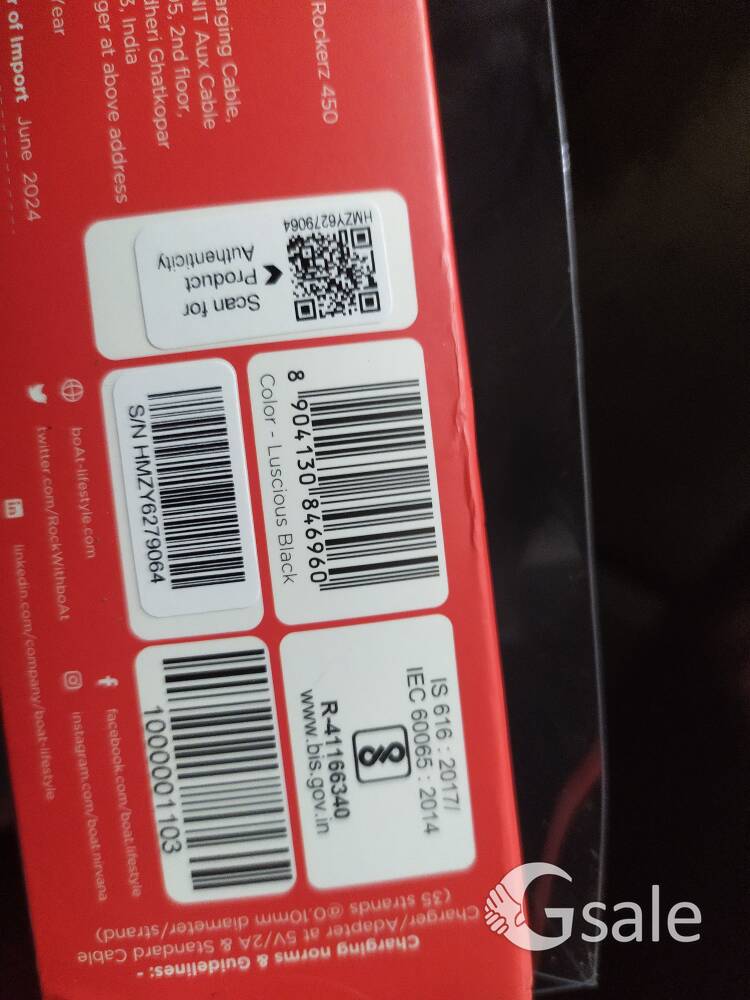 Rockerz 450
arging Cable,
NIT Aux Cable
05, 2nd floor,
dheri Ghatkopar
3, India
ger at above address
Year
r of Import June 2024
HMZY6279064
Scan for
Product
Authenticity
8 904130 846960
Color - Luscious Black
S/N HMZY6279064
IS 616 : 2017/
IEC 60065 : 2014
R-41166340
www.bis.gov.in
1000001103
boAt-lifestyle.com
twitter.com/RockWithboAt
linkedin.com/company/boat-lifestyle
facebook.com/boat.lifestyle
instagram.com/boat.nirvana
Charging norms & Guidelines:-
Charger/Adapter at 5V/2A & Standard Cable
(35 strands @0.10mm diameter/strand)
Gsale